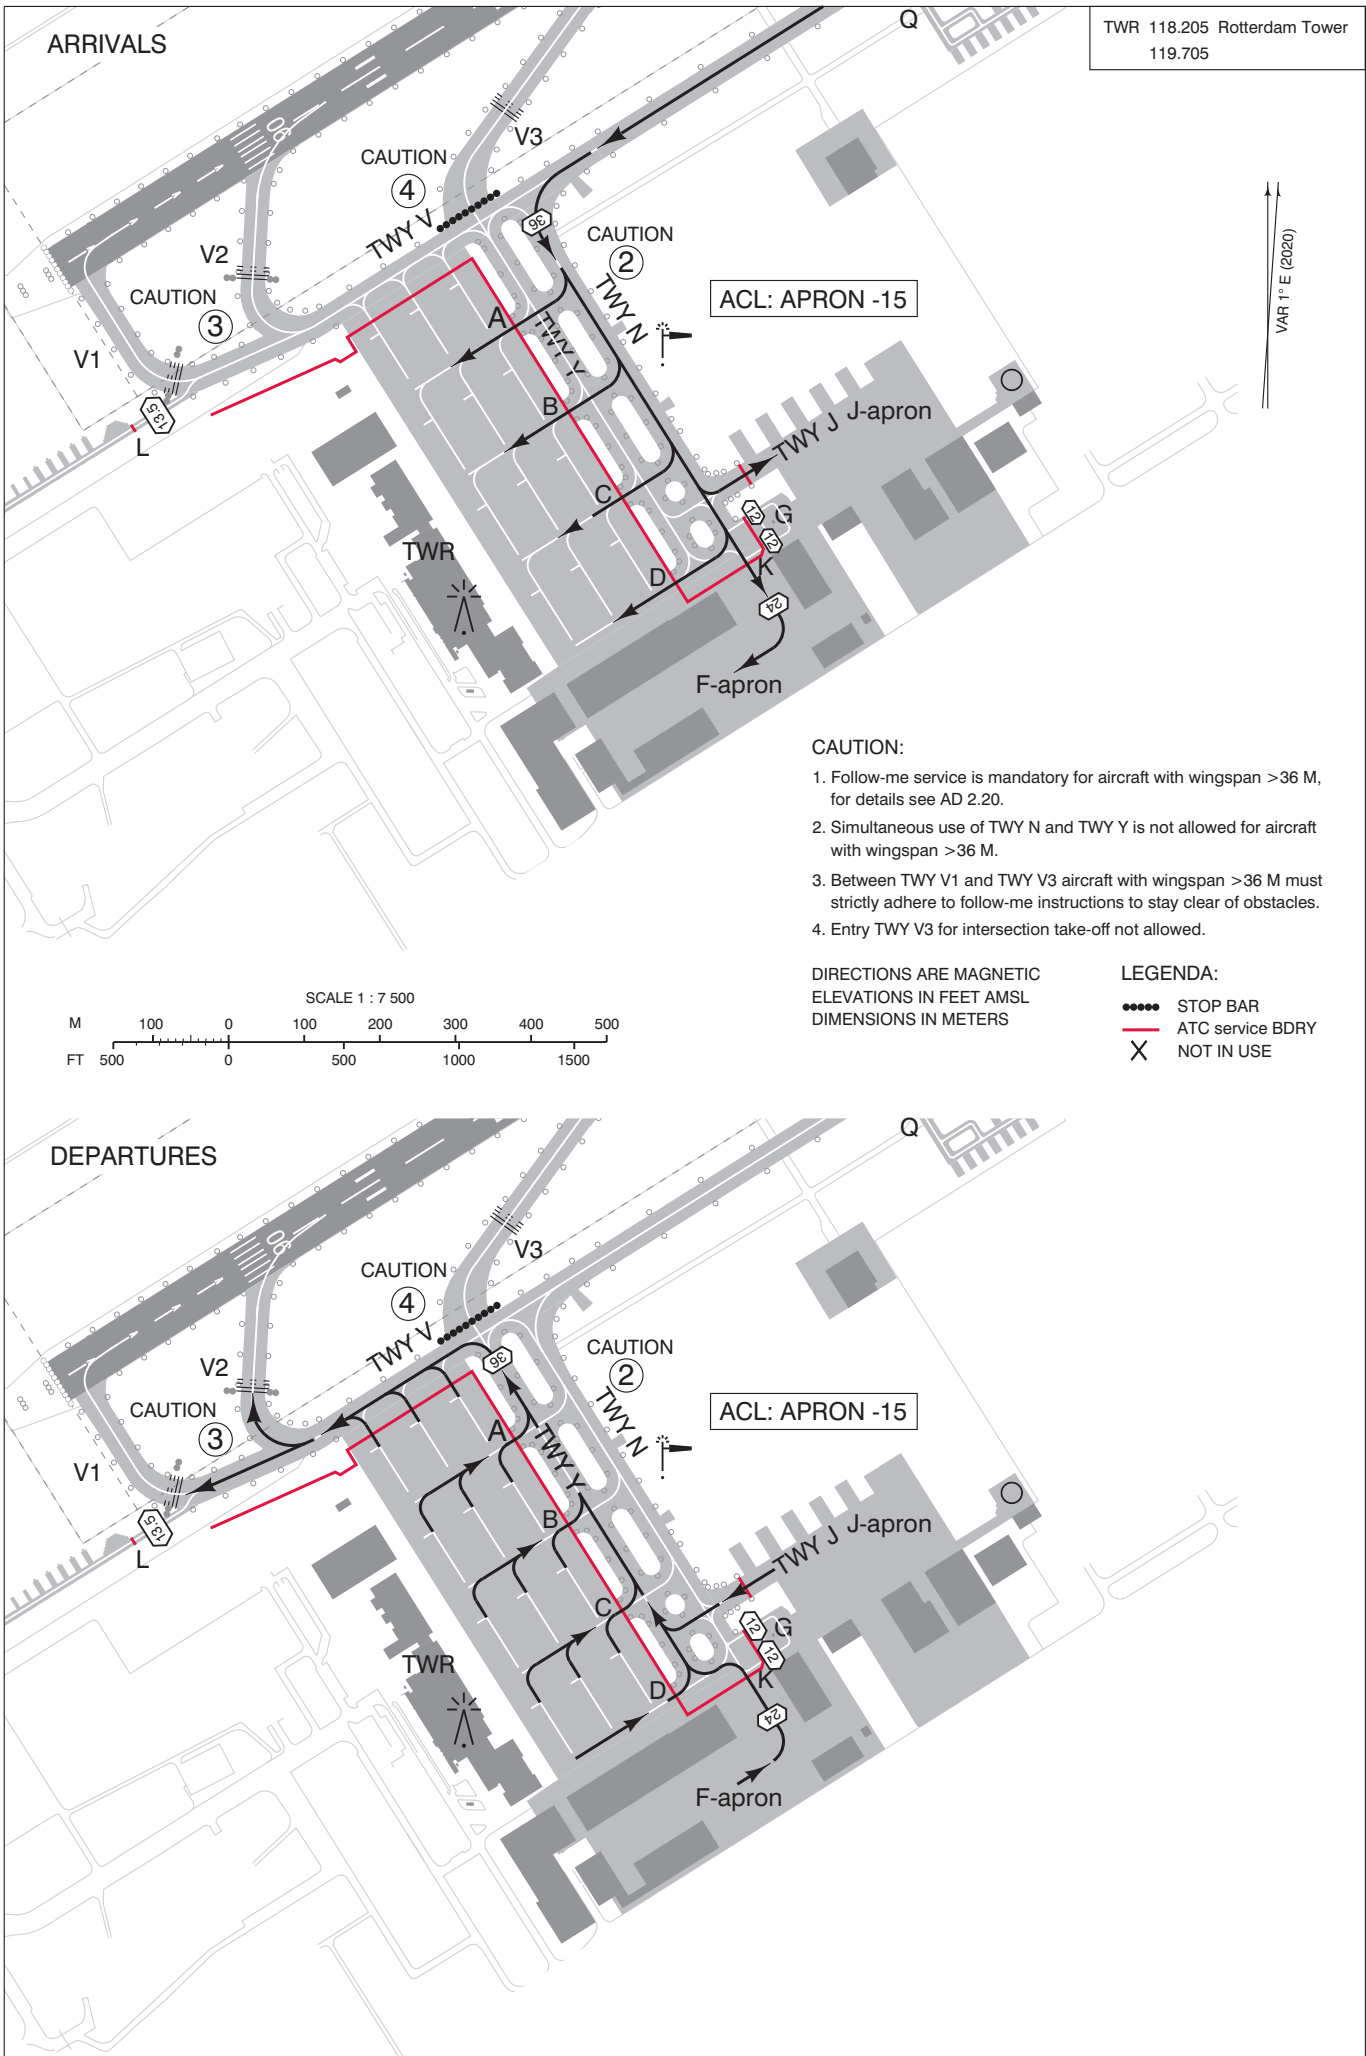 ARRIVALS
Q
TWR 118.205 Rotterdam Tower
119.705
06
V3
CAUTION
4
TWY V
36
CAUTION
2
TWY N
V2
CAUTION
3
V1
13.5
L
A
TWY Y
B
C
D
ACL: APRON -15
VAR 1° E (2020)
J-apron
TWY J
12
G
12
K
24
TWR
F-apron
CAUTION:
1. Follow-me service is mandatory for aircraft with wingspan >36 M,
for details see AD 2.20.
2. Simultaneous use of TWY N and TWY Y is not allowed for aircraft
with wingspan >36 M.
3. Between TWY V1 and TWY V3 aircraft with wingspan >36 M must
strictly adhere to follow-me instructions to stay clear of obstacles.
4. Entry TWY V3 for intersection take-off not allowed.
DIRECTIONS ARE MAGNETIC
ELEVATIONS IN FEET AMSL
DIMENSIONS IN METERS
LEGENDA:
STOP BAR
ATC service BDRY
NOT IN USE
SCALE 1 : 7 500
M 100 0 100 200 300 400 500
FT 500 0 500 1000 1500
DEPARTURES
Q
06
V3
CAUTION
4
TWY V
36
CAUTION
2
TWY N
V2
CAUTION
3
V1
13.5
L
A
TWY Y
B
C
D
ACL: APRON -15
J-apron
TWY J
12
G
12
K
24
TWR
F-apron